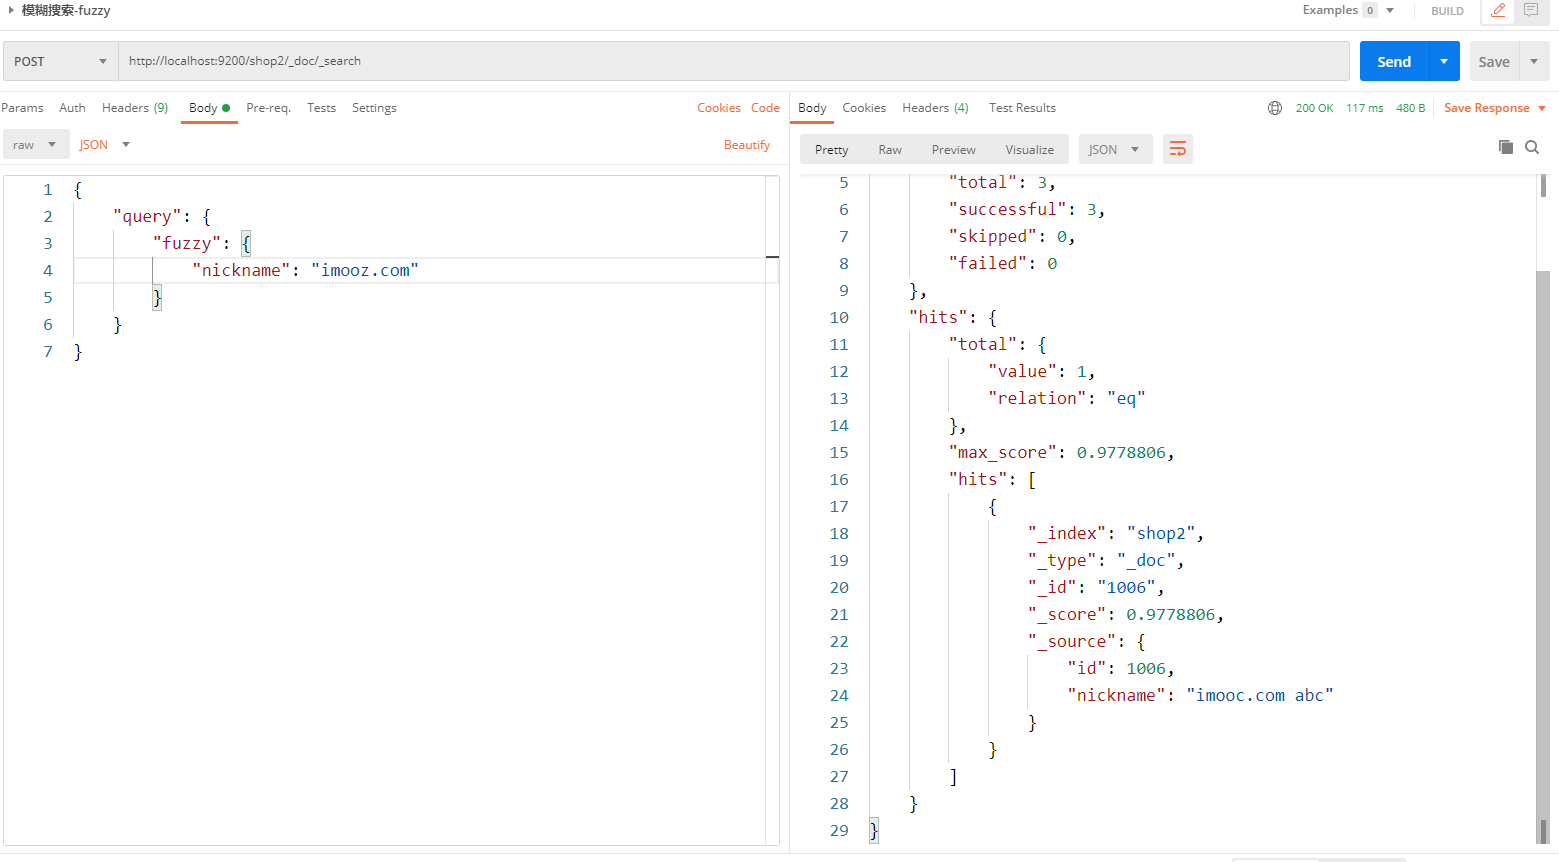 模糊搜索-fuzzy
Examples 0 BUILD
POST http://localhost:9200/shop2/_doc/_search Send Save
Params Auth Headers (9) Body Pre-req. Tests Settings Cookies Code
raw JSON Beautify
1 {
2 "query": {
3 "fuzzy": {
4 "nickname": "imooz.com"
5 }
6 }
7 }
Body Cookies Headers (4) Test Results 200 OK 117 ms 480 B Save Response
Pretty Raw Preview Visualize JSON
5 "total": 3,
6 "successful": 3,
7 "skipped": 0,
8 "failed": 0
9 },
10 "hits": {
11 "total": {
12 "value": 1,
13 "relation": "eq"
14 },
15 "max_score": 0.9778806,
16 "hits": [
17 {
18 "_index": "shop2",
19 "_type": "_doc",
20 "_id": "1006",
21 "_score": 0.9778806,
22 "_source": {
23 "id": 1006,
24 "nickname": "imooc.com abc"
25 }
26 }
27 ]
28 }
29 }